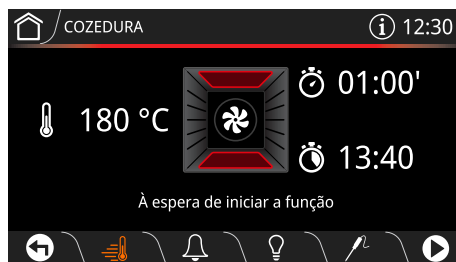 COZEDURA
12:30
180 °C
01:00'
13:40
À espera de iniciar a função